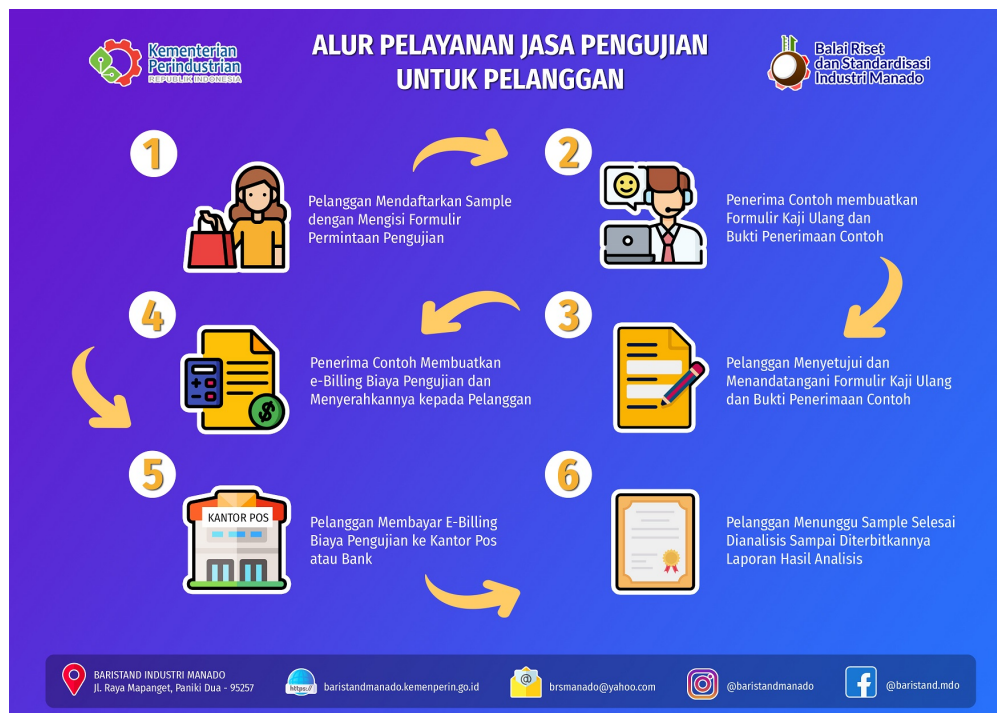 Kementerian
Perindustrian
REPUBLIK INDONESIA
ALUR PELAYANAN JASA PENGUJIAN
UNTUK PELANGGAN
Balai Riset
dan Standardisasi
Industri Manado
1
Pelanggan Mendaftarkan Sample
dengan Mengisi Formulir
Permintaan Pengujian
2
Penerima Contoh membuatkan
Formulir Kaji Ulang dan
Bukti Penerimaan Contoh
3
Pelanggan Menyetujui dan
Menandatangani Formulir Kaji Ulang
dan Bukti Penerimaan Contoh
4
$
Penerima Contoh Membuatkan
e-Billing Biaya Pengujian dan
Menyerahkannya kepada Pelanggan
5
KANTOR POS
Pelanggan Membayar E-Billing
Biaya Pengujian ke Kantor Pos
atau Bank
6
Pelanggan Menunggu Sample Selesai
Dianalisis Sampai Diterbitkannya
Laporan Hasil Analisis
BARISTAND INDUSTRI MANADO
Jl. Raya Mapanget, Paniki Dua - 95257
https://
baristandmanado.kemenperin.go.id
@
brsmanado@yahoo.com
@baristandmanado
@baristand.mdo